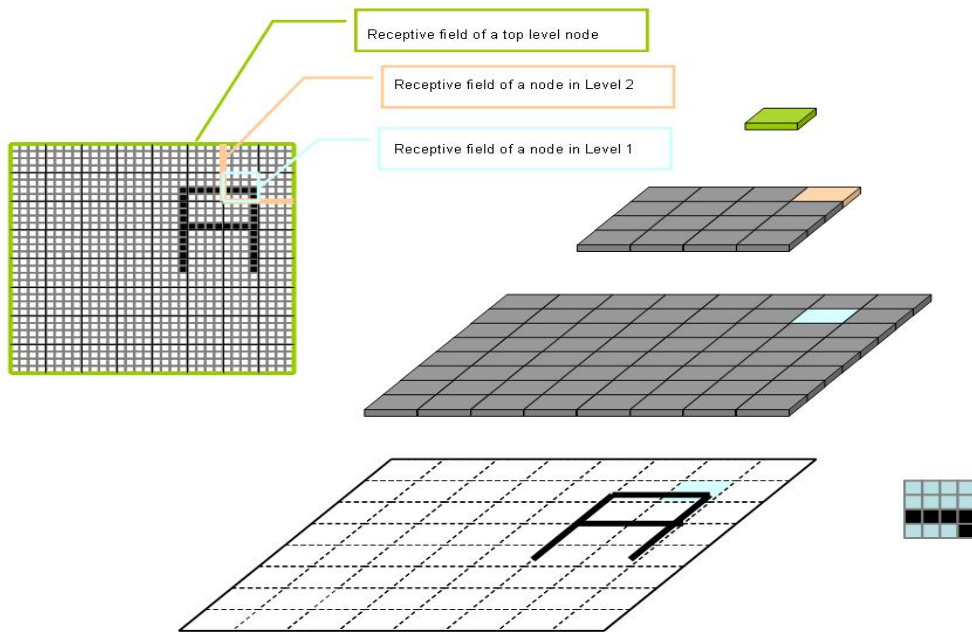 Receptive field of a top level node
Receptive field of a node in Level 2
Receptive field of a node in Level 1